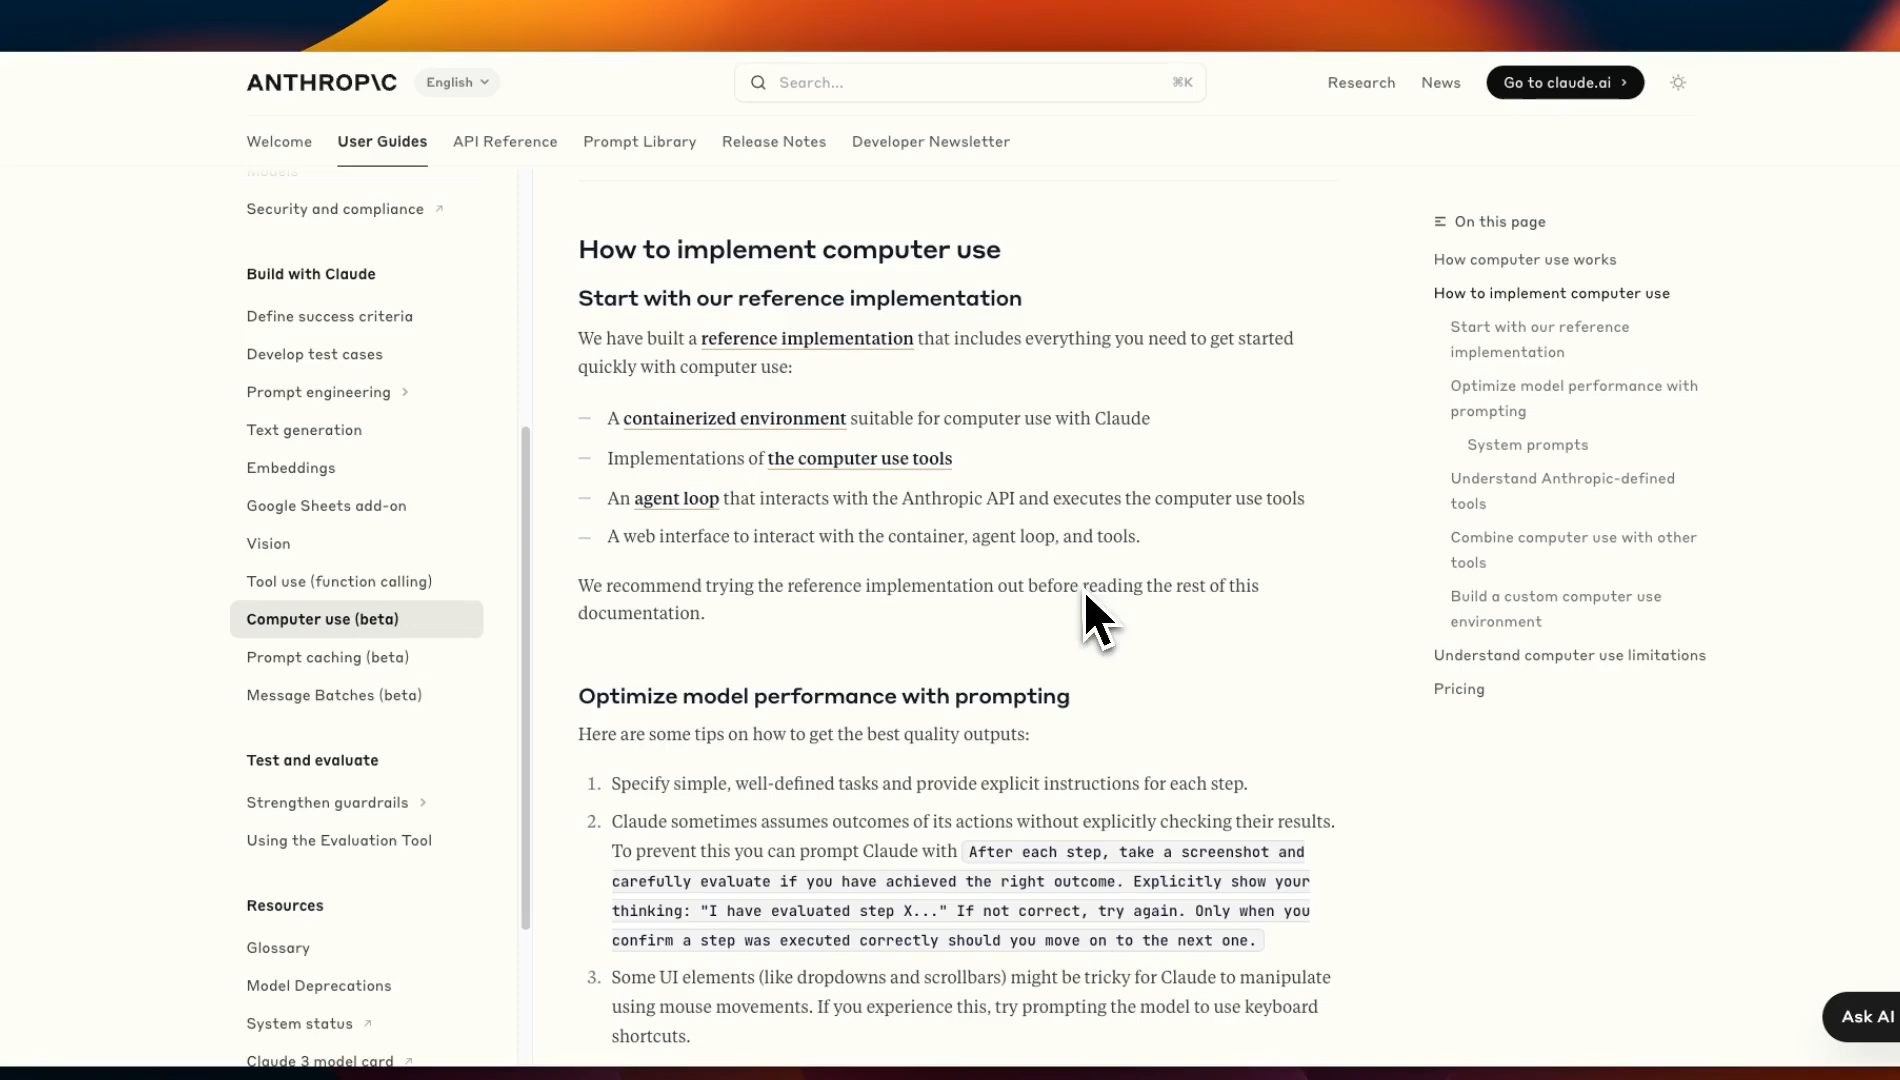 ANTHROP\C
English
Search...
⌘K
Research
News
Go to claude.ai
Welcome
User Guides
API Reference
Prompt Library
Release Notes
Developer Newsletter
Models
Security and compliance
Build with Claude
Define success criteria
Develop test cases
Prompt engineering
Text generation
Embeddings
Google Sheets add-on
Vision
Tool use (function calling)
Computer use (beta)
Prompt caching (beta)
Message Batches (beta)
Test and evaluate
Strengthen guardrails
Using the Evaluation Tool
Resources
Glossary
Model Deprecations
System status
Claude 3 model card
How to implement computer use
Start with our reference implementation
We have built a reference implementation that includes everything you need to get started
quickly with computer use:
— A containerized environment suitable for computer use with Claude
— Implementations of the computer use tools
— An agent loop that interacts with the Anthropic API and executes the computer use tools
— A web interface to interact with the container, agent loop, and tools.
We recommend trying the reference implementation out before reading the rest of this
documentation.
Optimize model performance with prompting
Here are some tips on how to get the best quality outputs:
1. Specify simple, well-defined tasks and provide explicit instructions for each step.
2. Claude sometimes assumes outcomes of its actions without explicitly checking their results.
To prevent this you can prompt Claude with After each step, take a screenshot and
carefully evaluate if you have achieved the right outcome. Explicitly show your
thinking: "I have evaluated step X..." If not correct, try again. Only when you
confirm a step was executed correctly should you move on to the next one.
3. Some UI elements (like dropdowns and scrollbars) might be tricky for Claude to manipulate
using mouse movements. If you experience this, try prompting the model to use keyboard
shortcuts.
On this page
How computer use works
How to implement computer use
Start with our reference
implementation
Optimize model performance with
prompting
System prompts
Understand Anthropic-defined
tools
Combine computer use with other
tools
Build a custom computer use
environment
Understand computer use limitations
Pricing
Ask AI